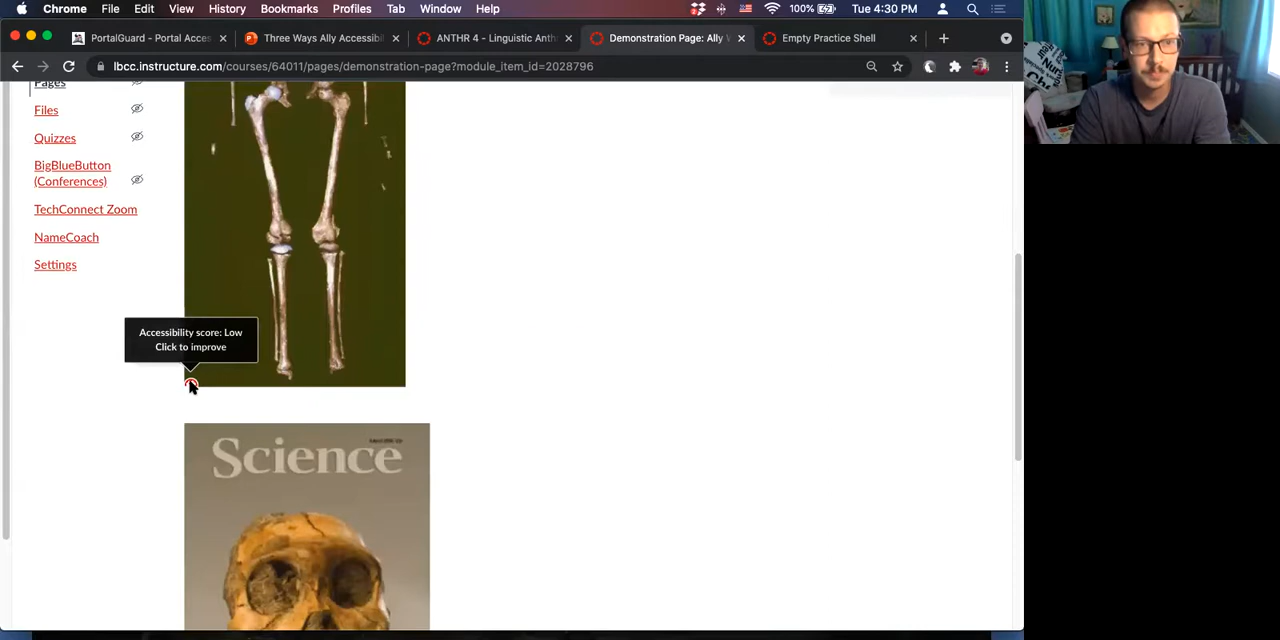 Chrome File Edit View History Bookmarks Profiles Tab Window Help 100% Tue 4:30 PM
PortalGuard - Portal Acces Three Ways Ally Accessibil ANTHR 4 - Linguistic Anth Demonstration Page: Ally Empty Practice Shell
lbcc.instructure.com/courses/64011/pages/demonstration-page?module_item_id=2028796
Pages
Files
Quizzes
BigBlueButton
(Conferences)
TechConnect Zoom
NameCoach
Settings
Accessibility score: Low
Click to improve
Science